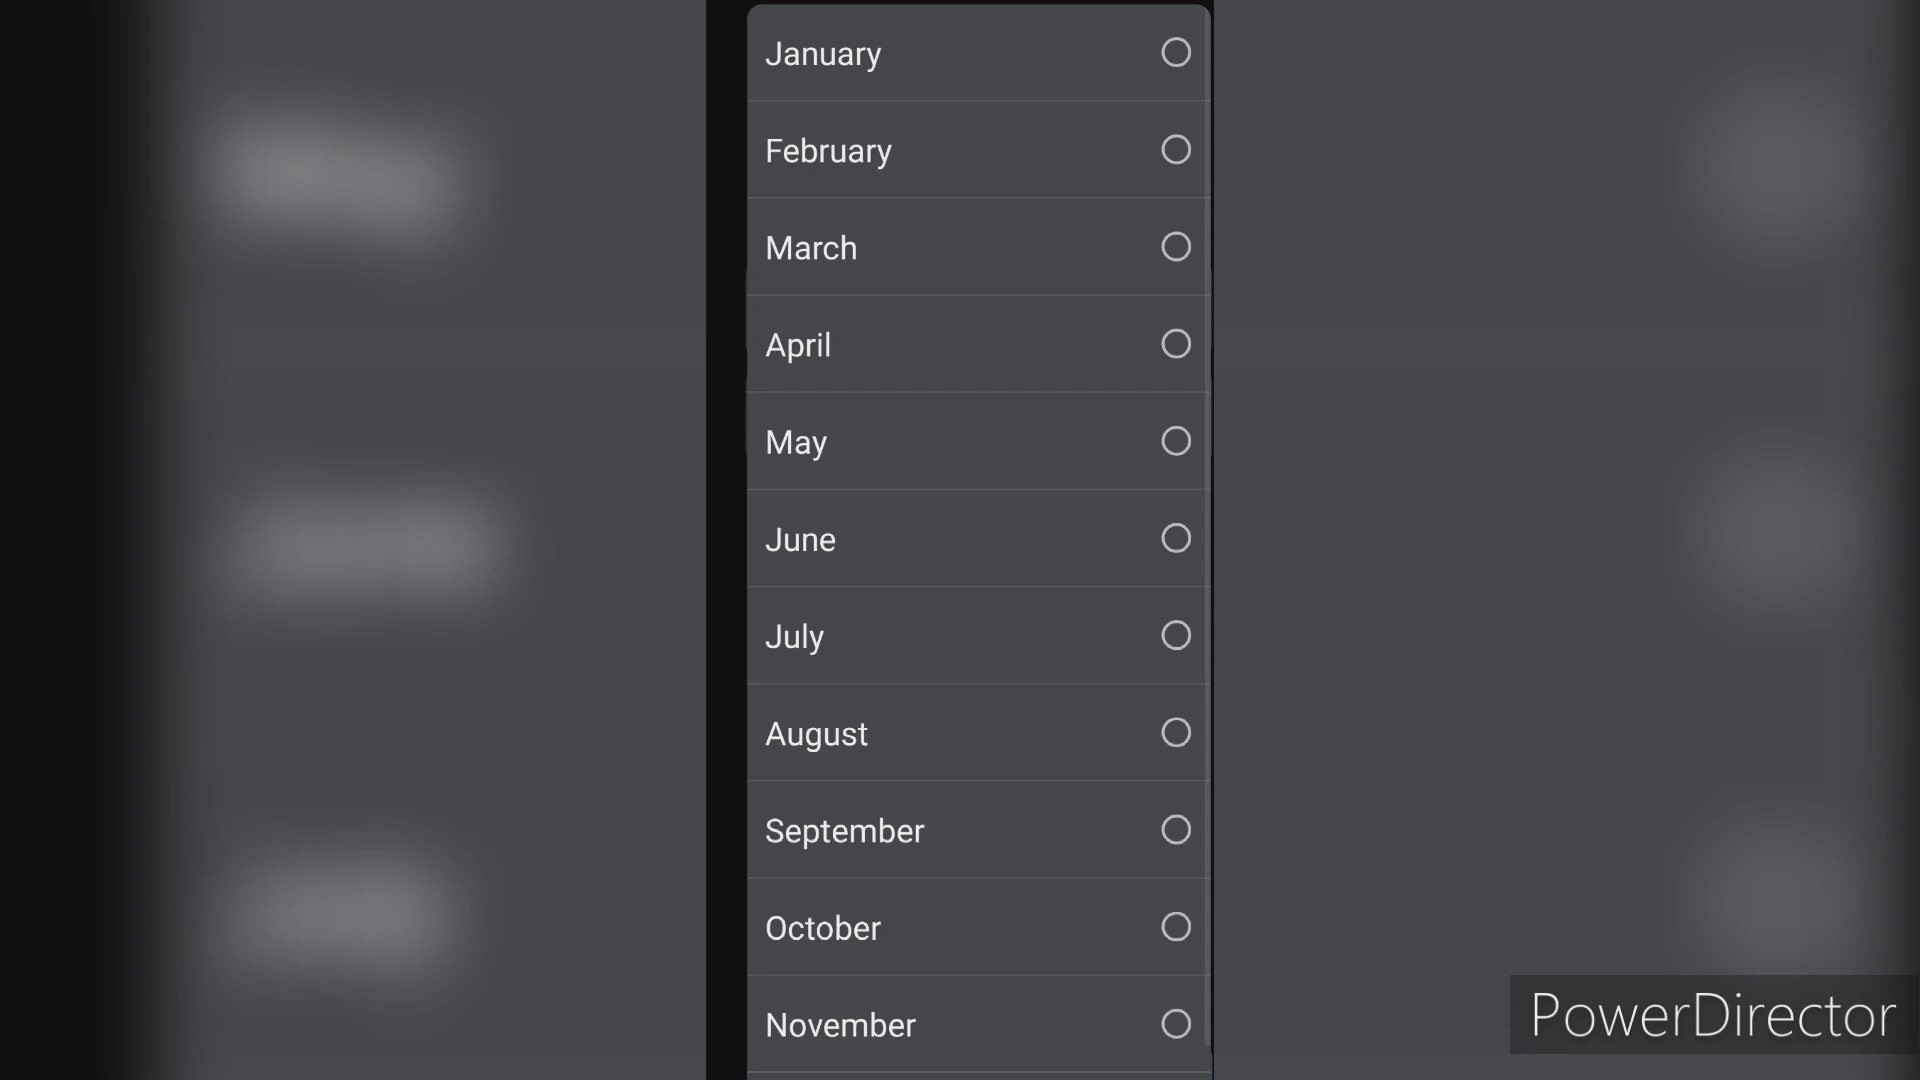 January
February
March
April
May
June
July
August
September
October
November
PowerDirector